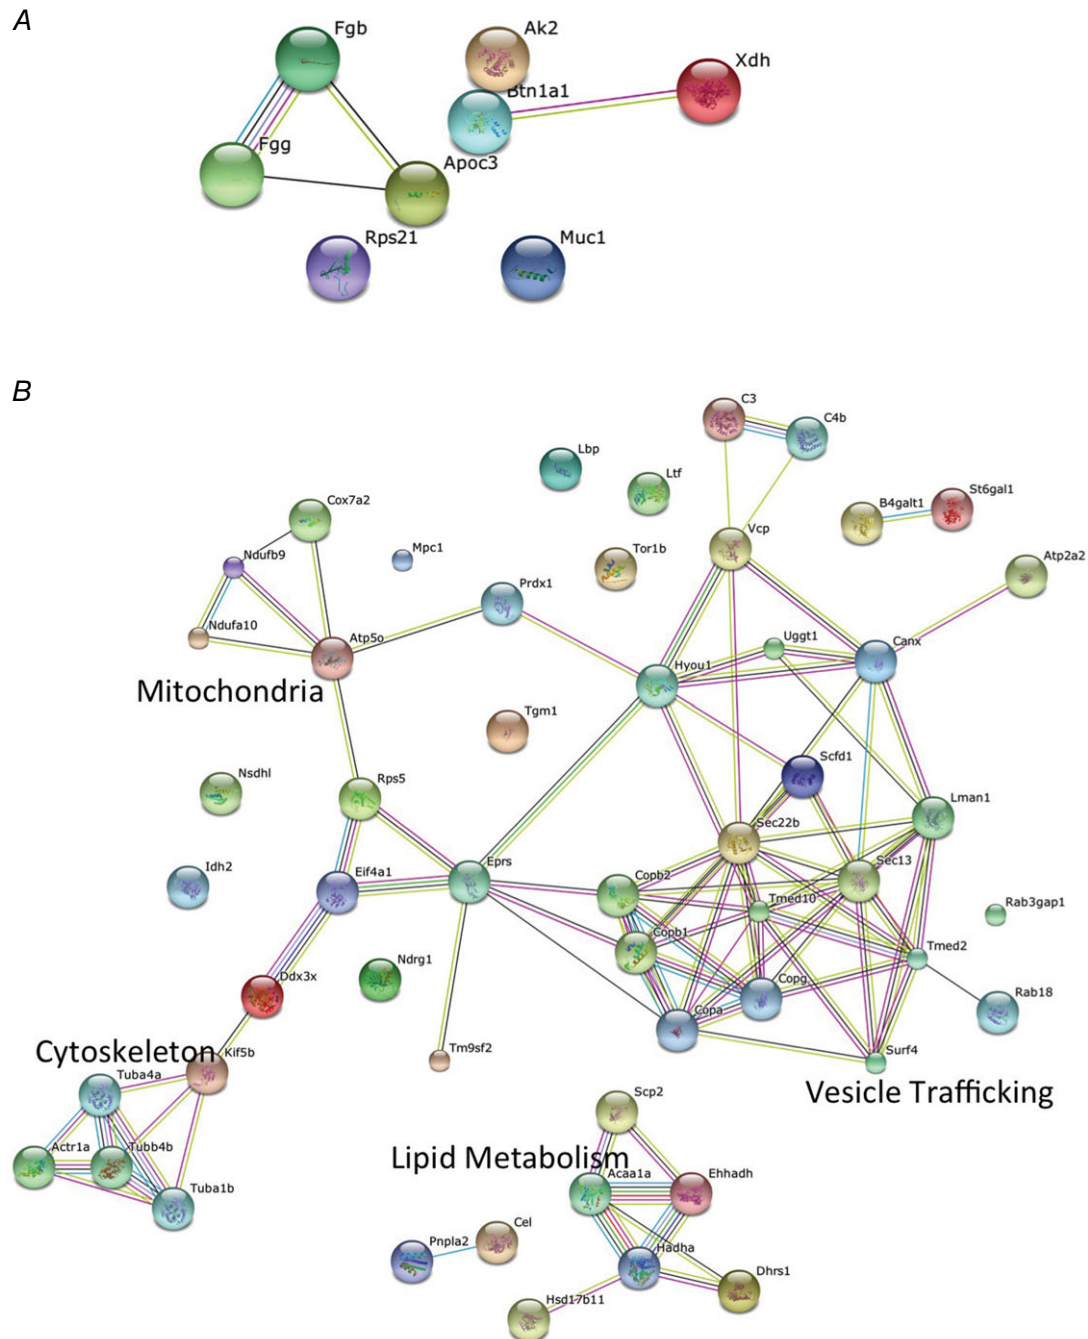 A
Fgb
Ak2
Xdh
Btn1a1
Fgg
Apoc3
Rps21
Muc1
B
C3
C4b
Lbp
Ltf
St6gal1
B4galt1
Cox7a2
Vcp
Mpc1
Tor1b
Ndufb9
Atp2a2
Prdx1
Ndufa10
Atp5o
Uggt1
Canx
Hyou1
Mitochondria
Tgm1
Scfd1
Nsdhl
Rps5
Lman1
Sec22b
Eprs
Sec13
Idh2
Eif4a1
Copb2
Tmed10
Rab3gap1
Copb1
Tmed2
Ndrg1
Ddx3x
Copg
Rab18
Copa
Cytoskeleton
Kif5b
Tm9sf2
Surf4
Tuba4a
Vesicle Trafficking
Scp2
Actr1a
Tubb4b
Lipid Metabolism
Acaa1a
Ehhadh
Tuba1b
Cel
Pnpla2
Hadha
Dhrs1
Hsd17b11